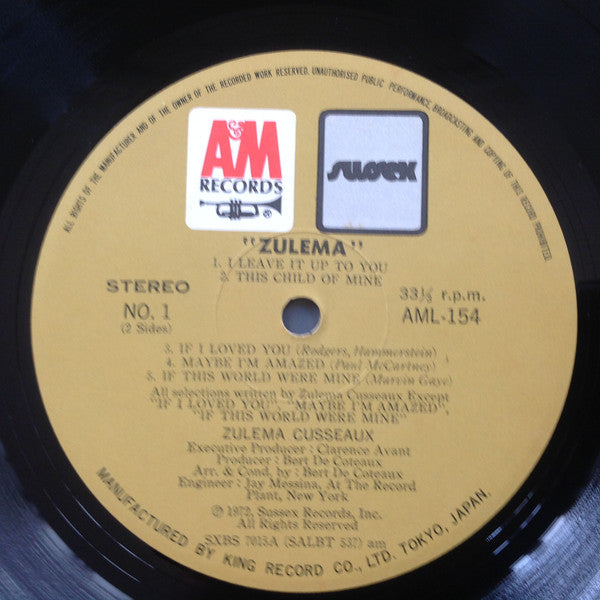 ALL RIGHTS OF THE MANUFACTURER AND OF THE OWNER OF THE RECORDED WORK RESERVED. UNAUTHORISED PUBLIC PERFORMANCE, BROADCASTING AND COPYING OF THIS RECORD PROHIBITED.
A&M
RECORDS
SUSSEX
"ZULEMA"
1. I LEAVE IT UP TO YOU
2. THIS CHILD OF MINE
STEREO
NO. 1
(2 Sides)
33⅓ r.p.m.
AML-154
3. IF I LOVED YOU (Rodgers, Hammerstein)
4. MAYBE I'M AMAZED (Paul McCartney)
5. IF THIS WORLD WERE MINE (Marvin Gaye)
All selections written by Zulema Cusseaux Except
"IF I LOVED YOU", "MAYBE I'M AMAZED",
"IF THIS WORLD WERE MINE"
ZULEMA CUSSEAUX
Executive Producer : Clarence Avant
Producer : Bert De Coteaux
Arr. & Cond. by : Bert De Coteaux
Engineer : Jay Messina, At The Record
Plant, New York
℗ 1972, Sussex Records, Inc.
All Rights Reserved
SXBS 7015A (SALBT 537) am
MANUFACTURED BY KING RECORD CO., LTD. TOKYO, JAPAN.